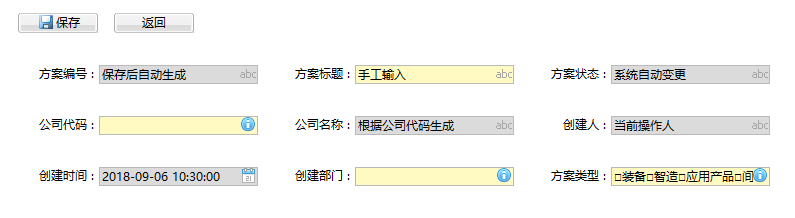 保存 返回
方案编号： 保存后自动生成 abc 方案标题： 手工输入 abc 方案状态： 系统自动变更 abc
公司代码： 公司名称： 根据公司代码生成 abc 创建人： 当前操作人 abc
创建时间： 2018-09-06 10:30:00 21 创建部门： 方案类型： □装备□智造□应用产品□间